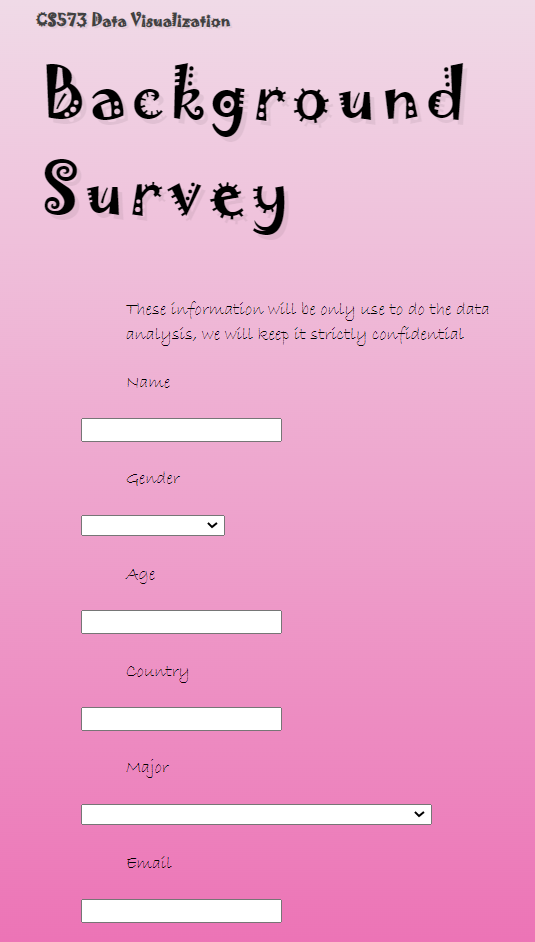 CS573 Data Visualization
Background
Survey
These information will be only use to do the data
analysis, we will keep it strictly confidential
Name
Gender
Age
Country
Major
Email